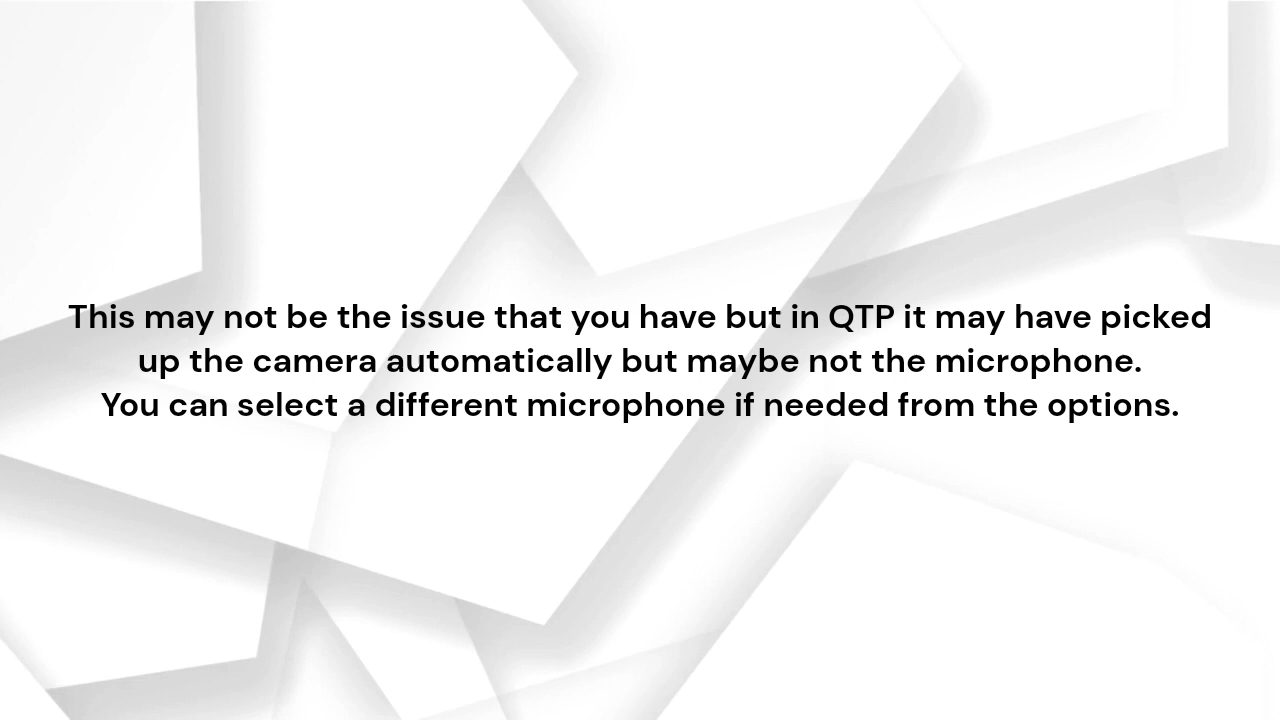 This may not be the issue that you have but in QTP it may have picked
up the camera automatically but maybe not the microphone.
You can select a different microphone if needed from the options.